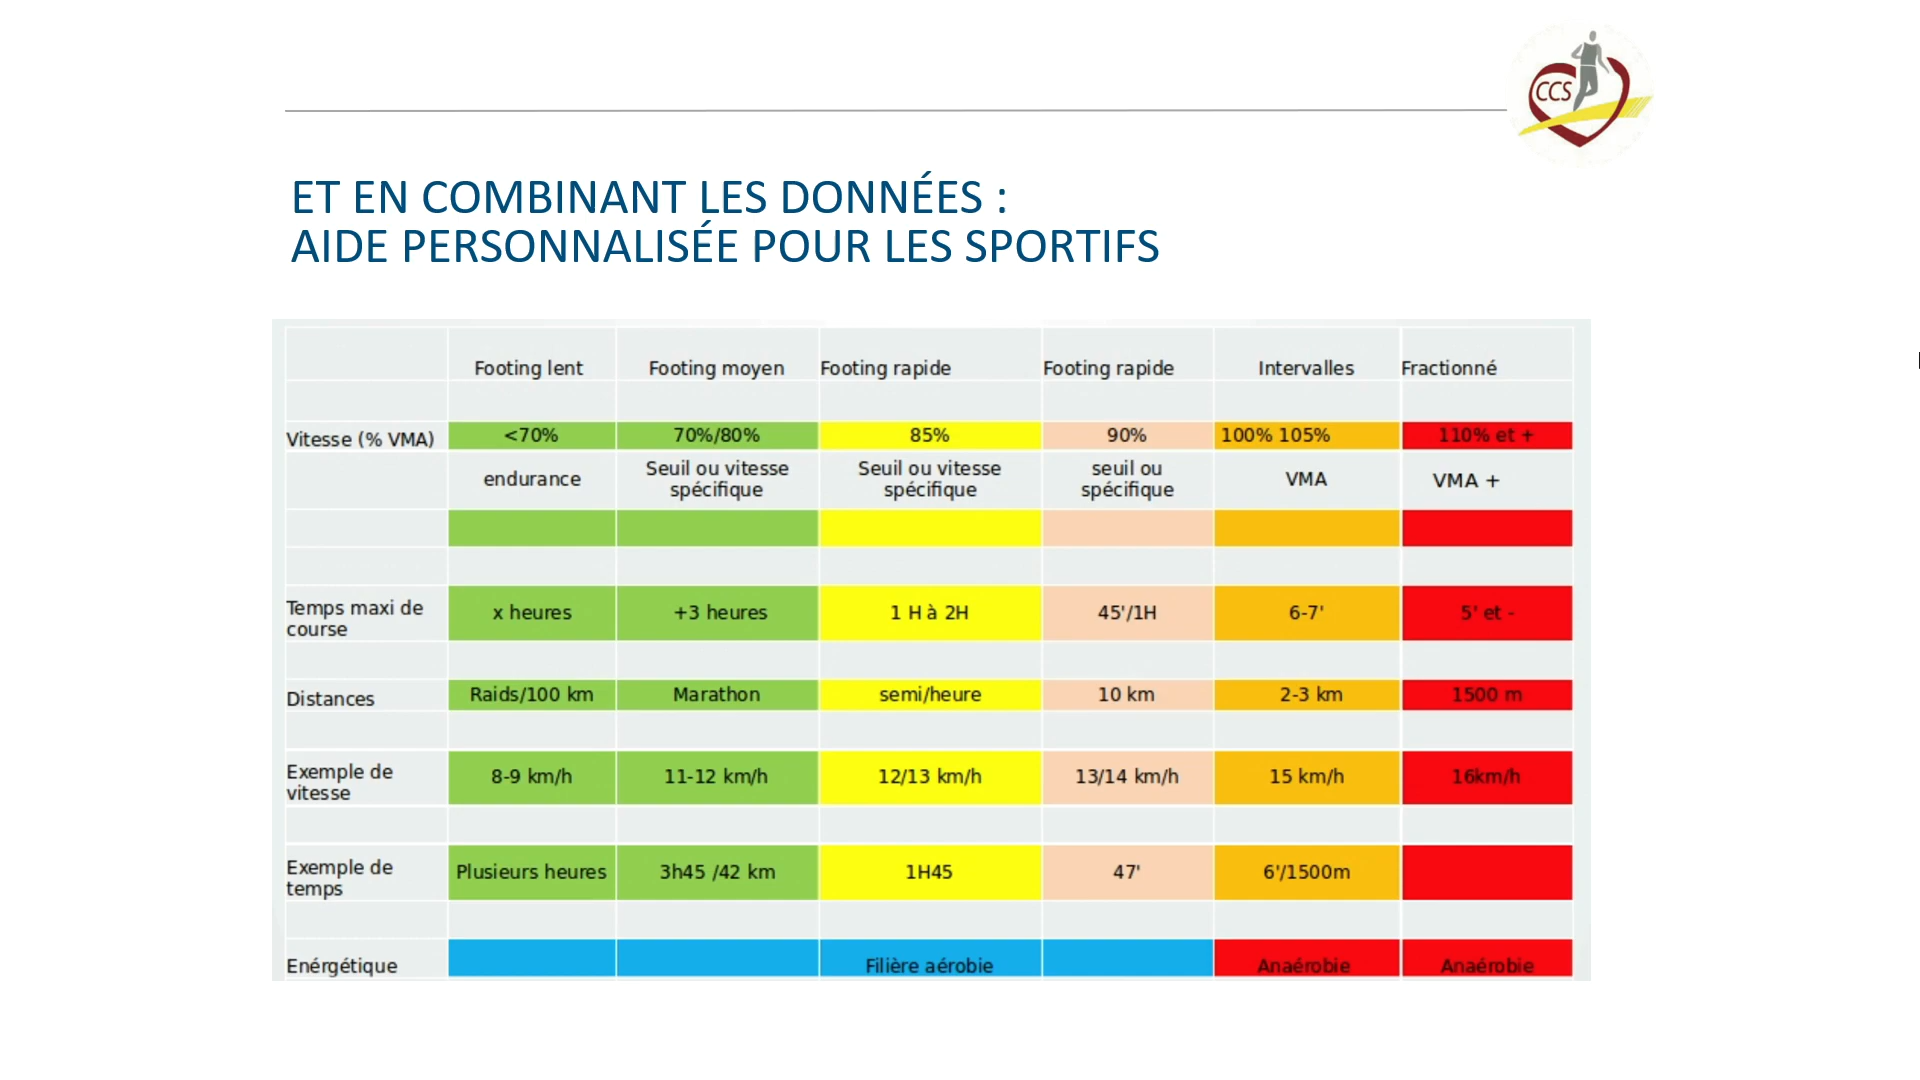 CCS
ET EN COMBINANT LES DONNÉES :
AIDE PERSONNALISÉE POUR LES SPORTIFS
Footing lent Footing moyen Footing rapide Footing rapide Intervalles Fractionné
Vitesse (% VMA) <70% 70%/80% 85% 90% 100% 105% 110% et +
endurance Seuil ou vitesse spécifique Seuil ou vitesse spécifique seuil ou spécifique VMA VMA +
Temps maxi de course x heures +3 heures 1 H à 2H 45'/1H 6-7' 5' et -
Distances Raids/100 km Marathon semi/heure 10 km 2-3 km 1500 m
Exemple de vitesse 8-9 km/h 11-12 km/h 12/13 km/h 13/14 km/h 15 km/h 16km/h
Exemple de temps Plusieurs heures 3h45 /42 km 1H45 47' 6'/1500m
Enérgétique Filière aérobie Anaérobie Anaérobie